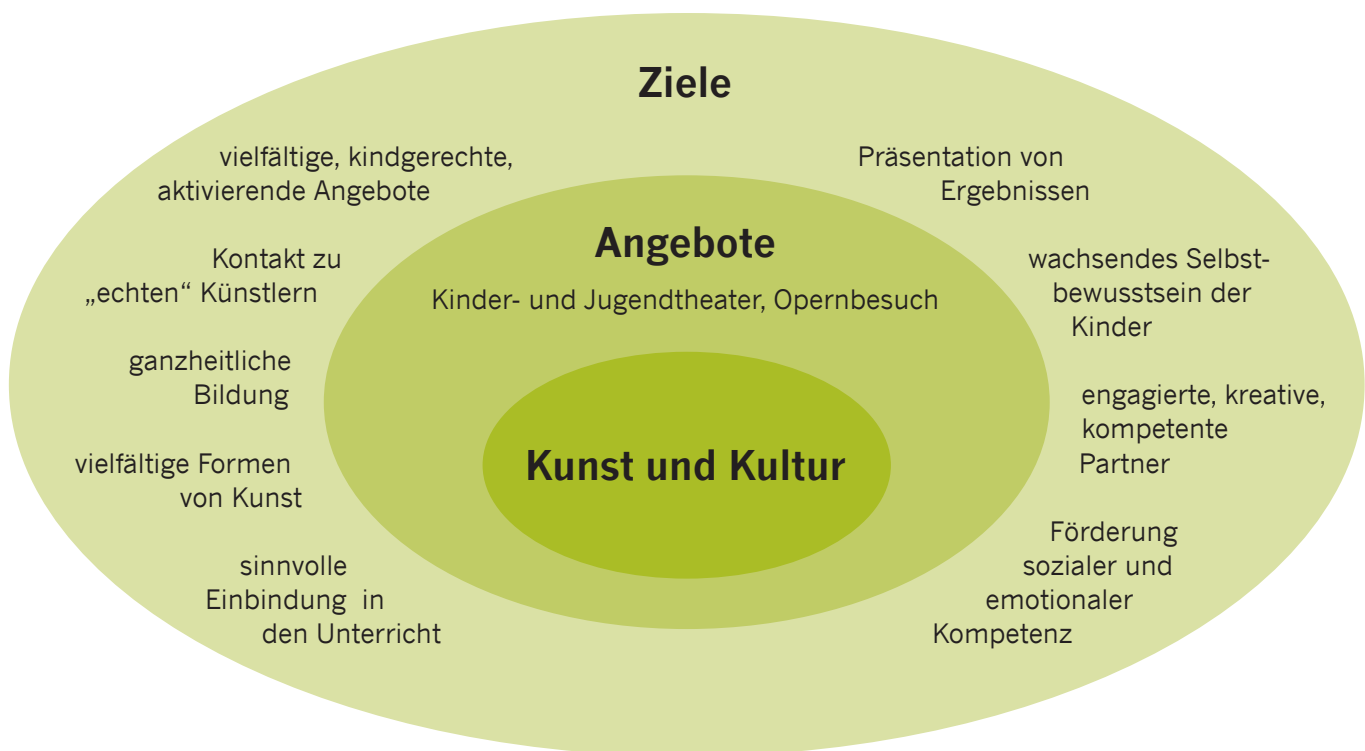 Ziele
vielfältige, kindgerechte,
aktivierende Angebote
Kontakt zu
„echten“ Künstlern
ganzheitliche
Bildung
vielfältige Formen
von Kunst
sinnvolle
Einbindung in
den Unterricht
Präsentation von
Ergebnissen
wachsendes Selbst-
bewusstsein der
Kinder
engagierte, kreative,
kompetente
Partner
Förderung
sozialer und
emotionaler
Kompetenz
Angebote
Kinder- und Jugendtheater, Opernbesuch
Kunst und Kultur